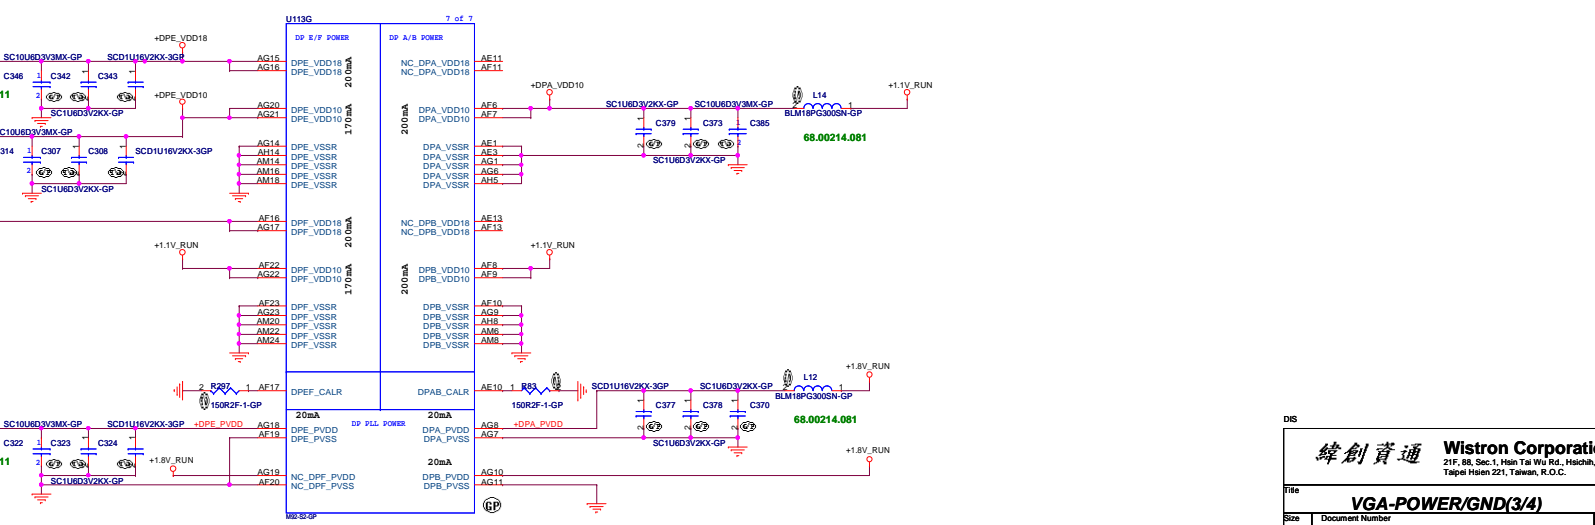 U113G 7 of 7
DP E/F POWER DP A/B POWER
+DPE_VDD18
SC10U6D3V3MX-GP SCD1U16V2KX-3GP
AG15 DPE_VDD18 NC_DPA_VDD18 AE11
AG16 DPE_VDD18 NC_DPA_VDD18 AF11
200mA
C346 C342 C343
SC1U6D3V2KX-GP
+DPE_VDD10 +DPA_VDD10 +1.1V_RUN
AG20 DPE_VDD10 DPA_VDD10 AF6
AG21 DPE_VDD10 DPA_VDD10 AF7
170mA 200mA
SC1U6D3V2KX-GP SC10U6D3V3MX-GP L14
BLM18PG300SN-GP
68.00214.081
C379 C373 C385
SC1U6D3V2KX-GP
C10U6D3V3MX-GP
314 C307 C308 SCD1U16V2KX-3GP
SC1U6D3V2KX-GP
AG14 DPE_VSSR DPA_VSSR AE1
AH14 DPE_VSSR DPA_VSSR AE3
AM14 DPE_VSSR DPA_VSSR AG1
AM16 DPE_VSSR DPA_VSSR AG6
AM18 DPE_VSSR DPA_VSSR AH5
AF16 DPF_VDD18 NC_DPB_VDD18 AE13
AG17 DPF_VDD18 NC_DPB_VDD18 AF13
200mA
+1.1V_RUN +1.1V_RUN
AF22 DPF_VDD10 DPB_VDD10 AF8
AG22 DPF_VDD10 DPB_VDD10 AF9
170mA 200mA
AF23 DPF_VSSR DPB_VSSR AF10
AG23 DPF_VSSR DPB_VSSR AG9
AM20 DPF_VSSR DPB_VSSR AH8
AM22 DPF_VSSR DPB_VSSR AM6
AM24 DPF_VSSR DPB_VSSR AM8
2 R297 1 AF17 DPEF_CALR DPAB_CALR AE10 1 R83 2
150R2F-1-GP 150R2F-1-GP
SCD1U16V2KX-3GP SC1U6D3V2KX-GP L12 +1.8V_RUN
BLM18PG300SN-GP
68.00214.081
C377 C378 C370
SC1U6D3V2KX-GP
20mA DP PLL POWER 20mA
SC10U6D3V3MX-GP SCD1U16V2KX-3GP +DPE_PVDD
AG18 DPE_PVDD DPA_PVDD AG8 +DPA_PVDD
AF19 DPE_PVSS DPA_PVSS AG7
C322 C323 C324
SC1U6D3V2KX-GP
+1.8V_RUN 20mA +1.8V_RUN
AG19 NC_DPF_PVDD DPB_PVDD AG10
AF20 NC_DPF_PVSS DPB_PVSS AG11
M92-S2-GP GP
DIS
緯創資通 Wistron Corporati
21F, 88, Sec.1, Hsin Tai Wu Rd., Hsichih,
Taipei Hsien 221, Taiwan, R.O.C.
Title
VGA-POWER/GND(3/4)
Size Document Number